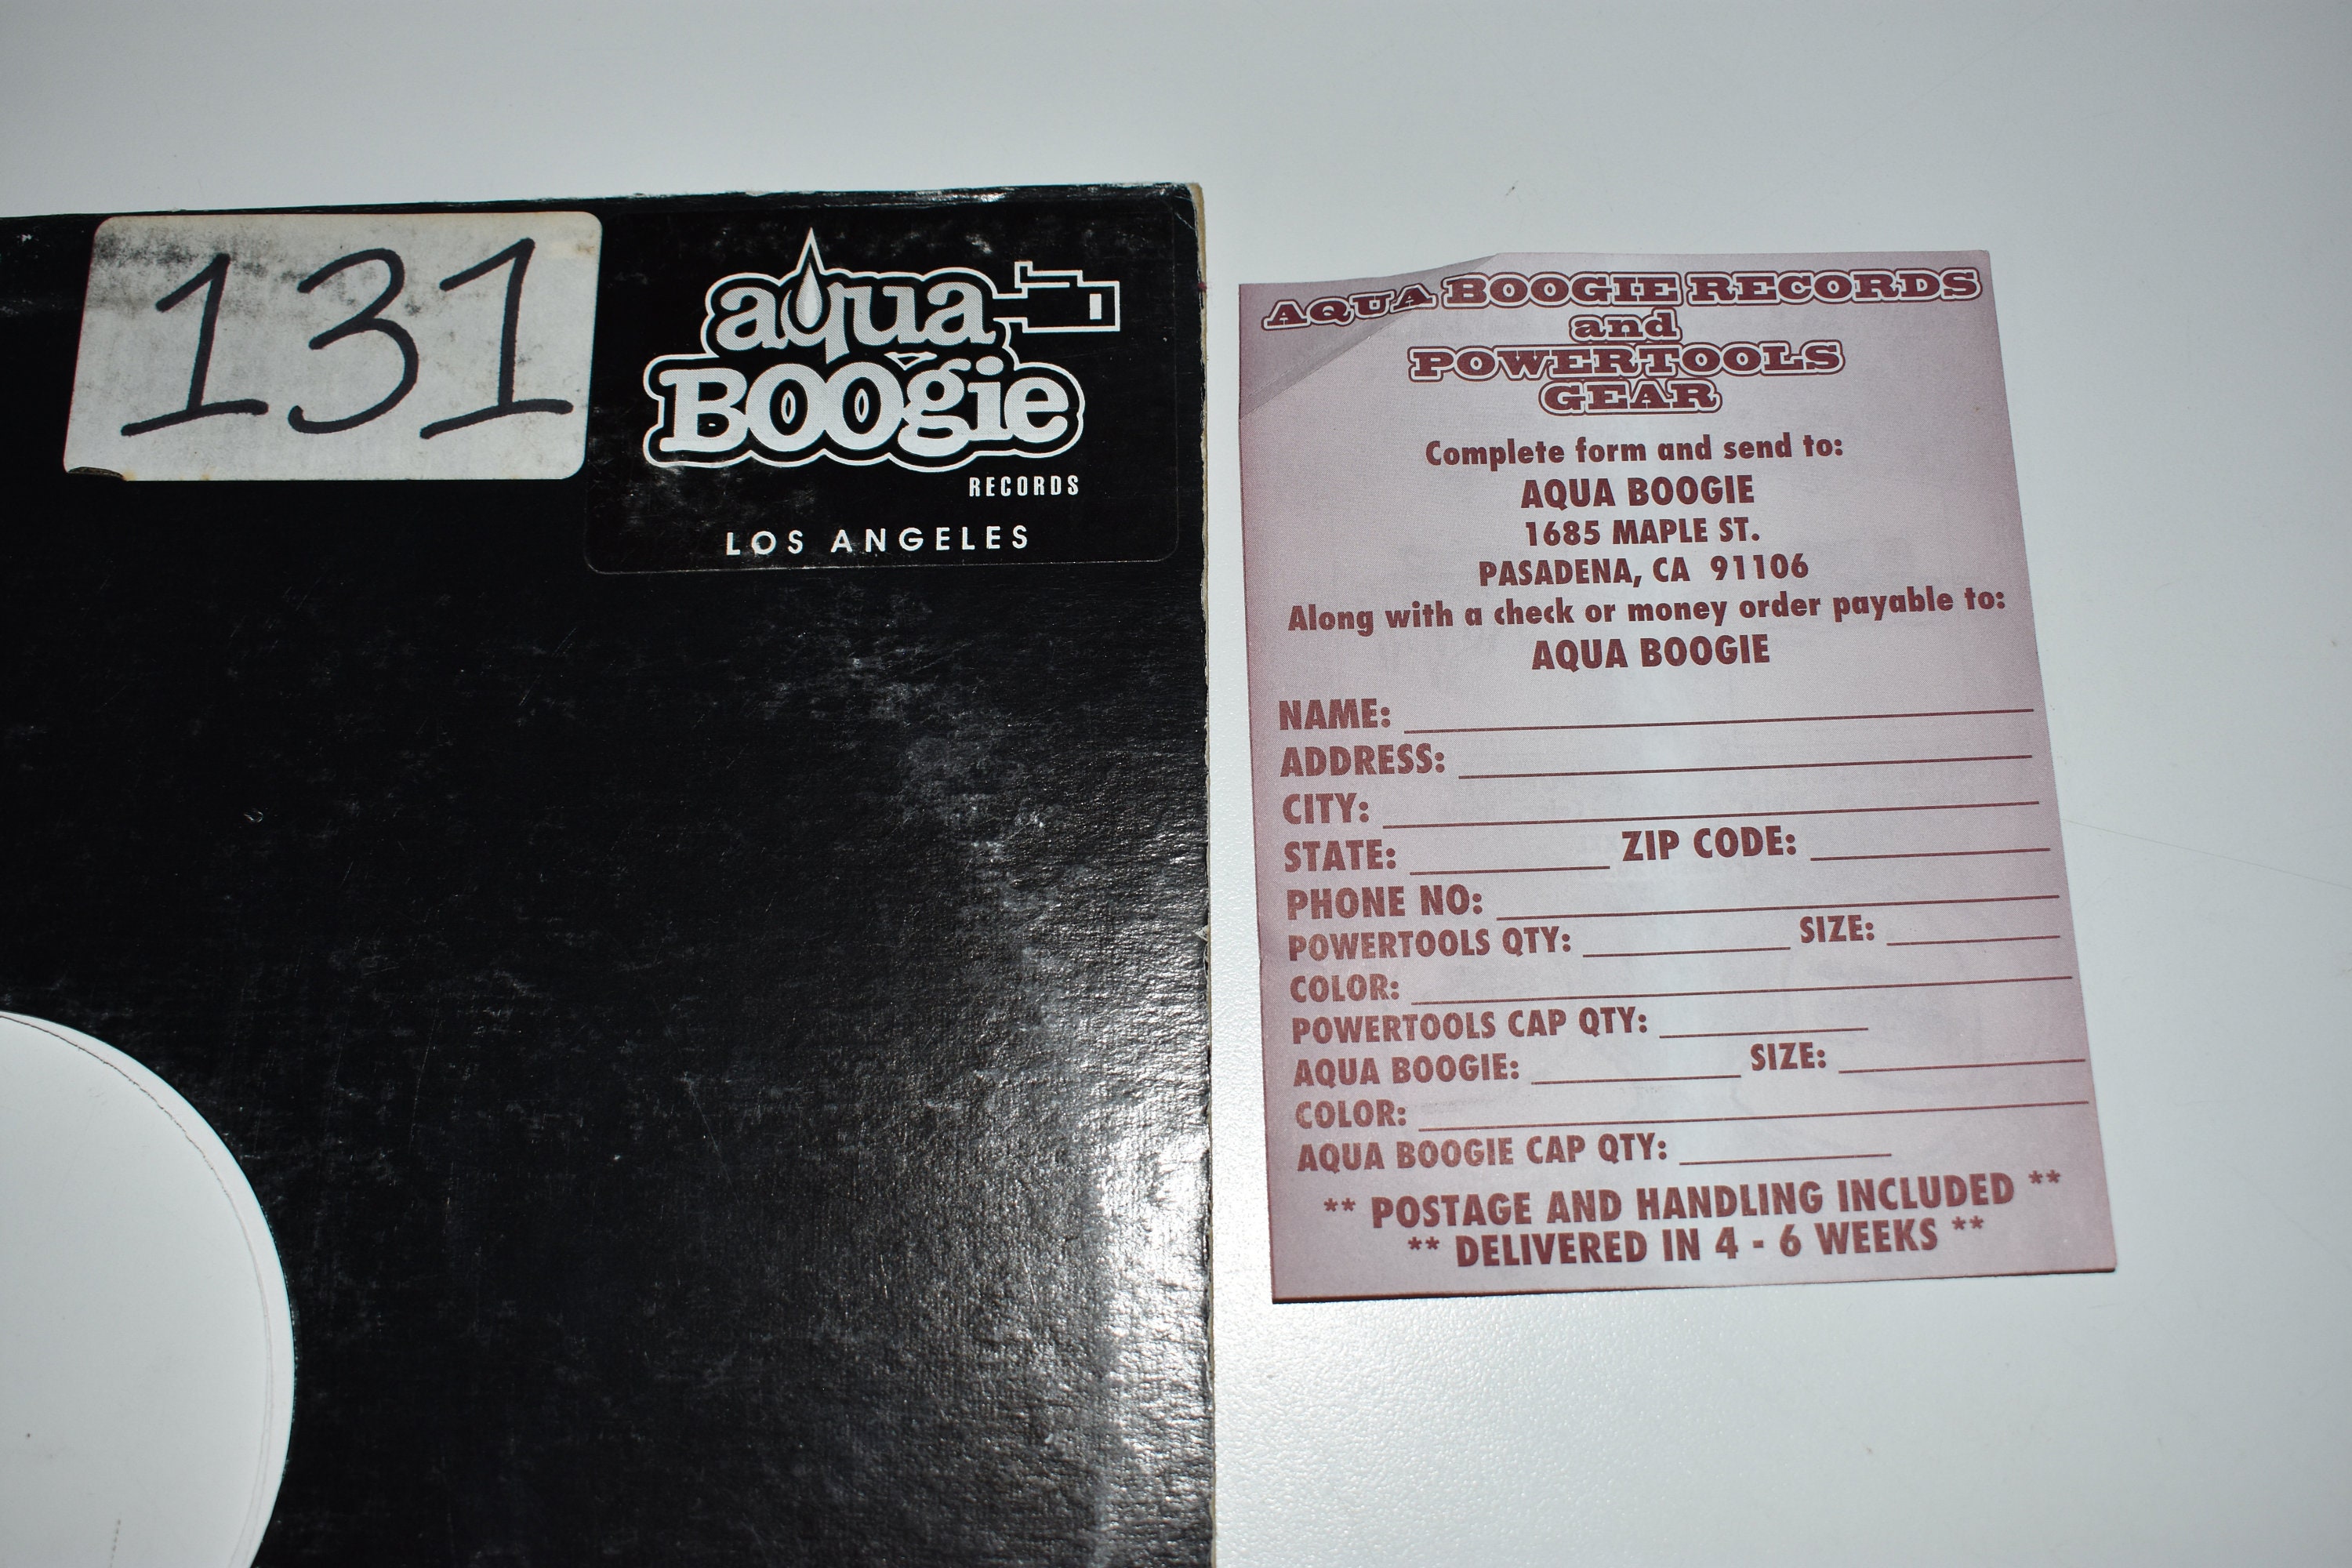 131
aqua
BOOgie
RECORDS
LOS ANGELES
AQUA BOOGIE RECORDS
and
POWERTOOLS
GEAR
Complete form and send to:
AQUA BOOGIE
1685 MAPLE ST.
PASADENA, CA 91106
Along with a check or money order payable to:
AQUA BOOGIE
NAME:
ADDRESS:
CITY:
STATE: ZIP CODE:
PHONE NO:
POWERTOOLS QTY: SIZE:
COLOR:
POWERTOOLS CAP QTY:
AQUA BOOGIE: SIZE:
COLOR:
AQUA BOOGIE CAP QTY:
** POSTAGE AND HANDLING INCLUDED **
** DELIVERED IN 4 - 6 WEEKS **